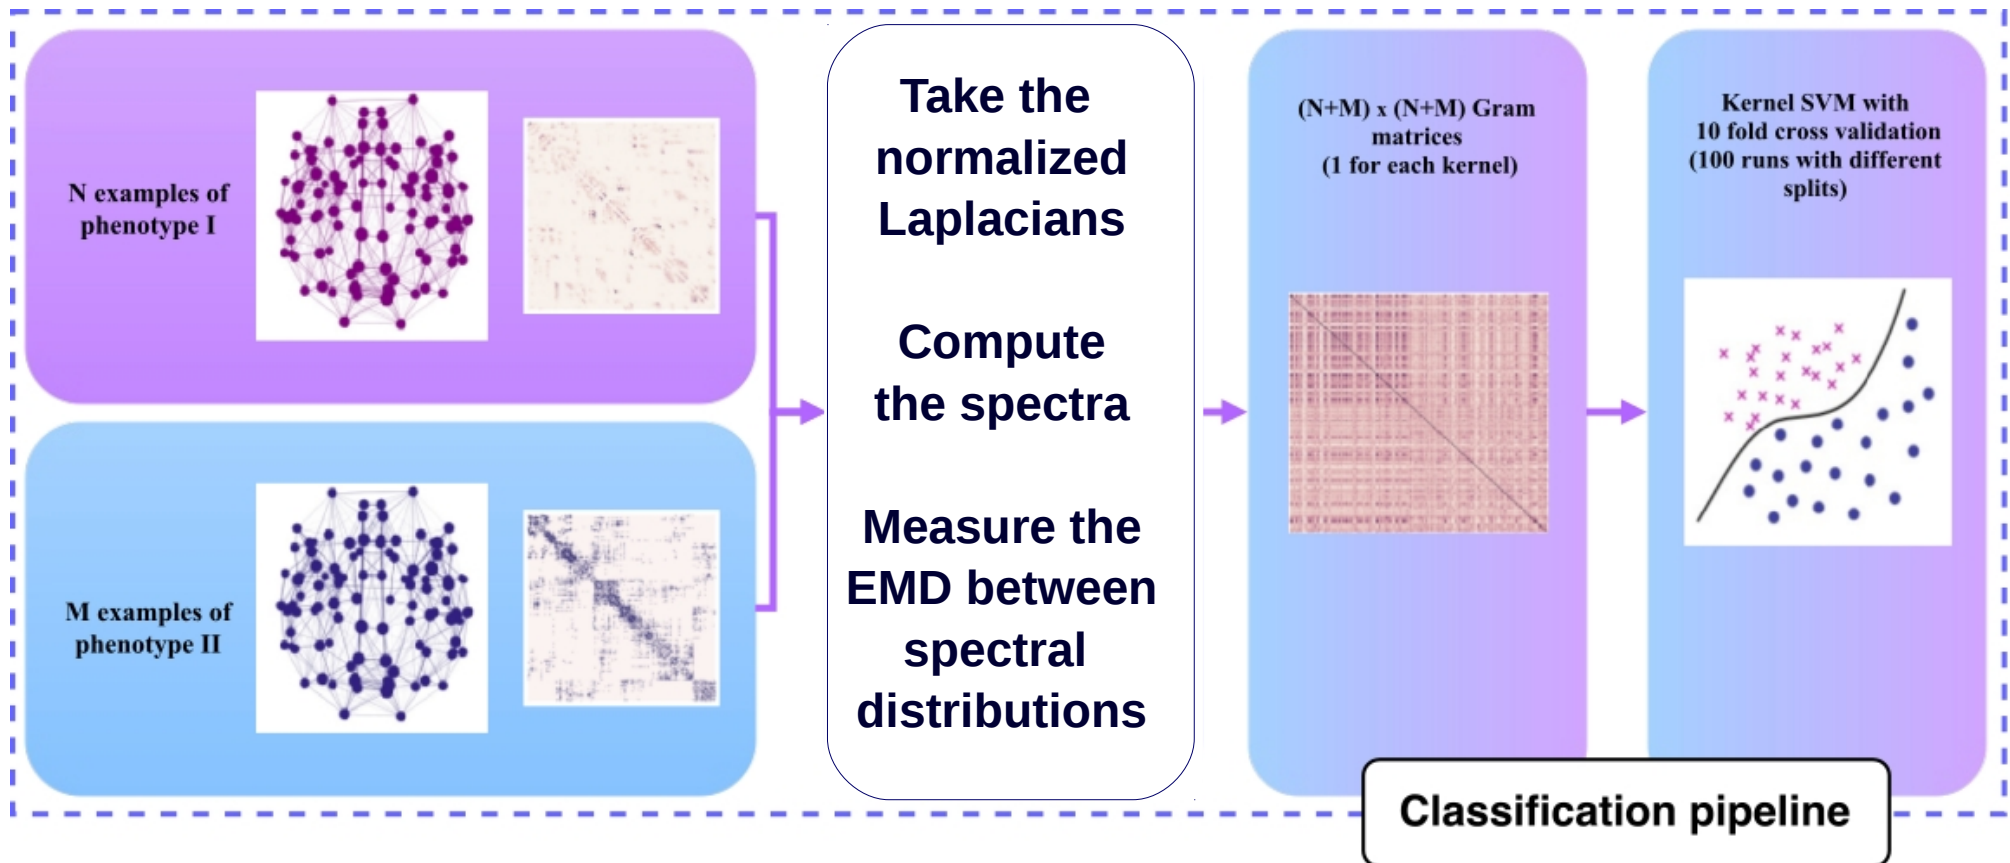 N examples of
phenotype I
M examples of
phenotype II
Take the
normalized
Laplacians
Compute
the spectra
Measure the
EMD between
spectral
distributions
(N+M) x (N+M) Gram
matrices
(1 for each kernel)
Kernel SVM with
10 fold cross validation
(100 runs with different
splits)
Classification pipeline